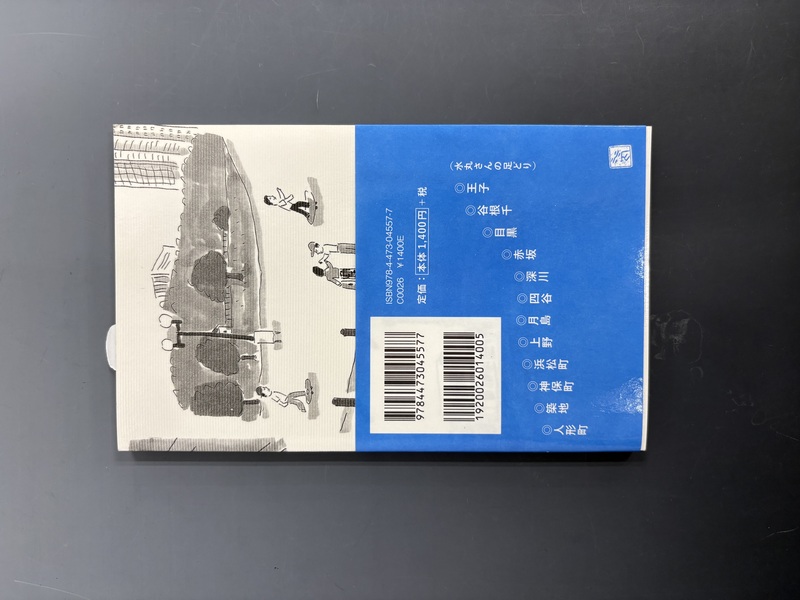 (水丸さんの足どり)
◎王子
◎谷根千
◎目黒
◎赤坂
◎深川
◎四谷
◎月島
◎上野
◎浜松町
◎神保町
◎築地
◎人形町
ISBN978-4-473-04557-7
C0026 ¥1400E
定価：本体1,400円+税
9784473045577
1920026014005